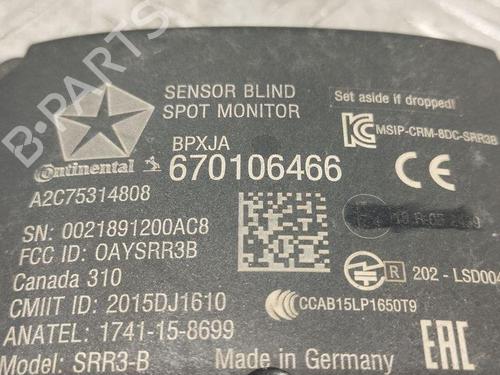 SENSOR BLIND
SPOT MONITOR
Set aside if dropped!
BPXJA
MSIP-CRM-8DC-SRR3B
Continental
670106466
CE
A2C75314808
SN: 0021891200AC8
FCC ID: OAYSRR3B
Canada 310
R 202 - LSD004
CMIIT ID: 2015DJ1610
CCAB15LP1650T9
ANATEL: 1741-15-8699
EAC
Model: SRR3-B
Made in Germany
B-PARTS